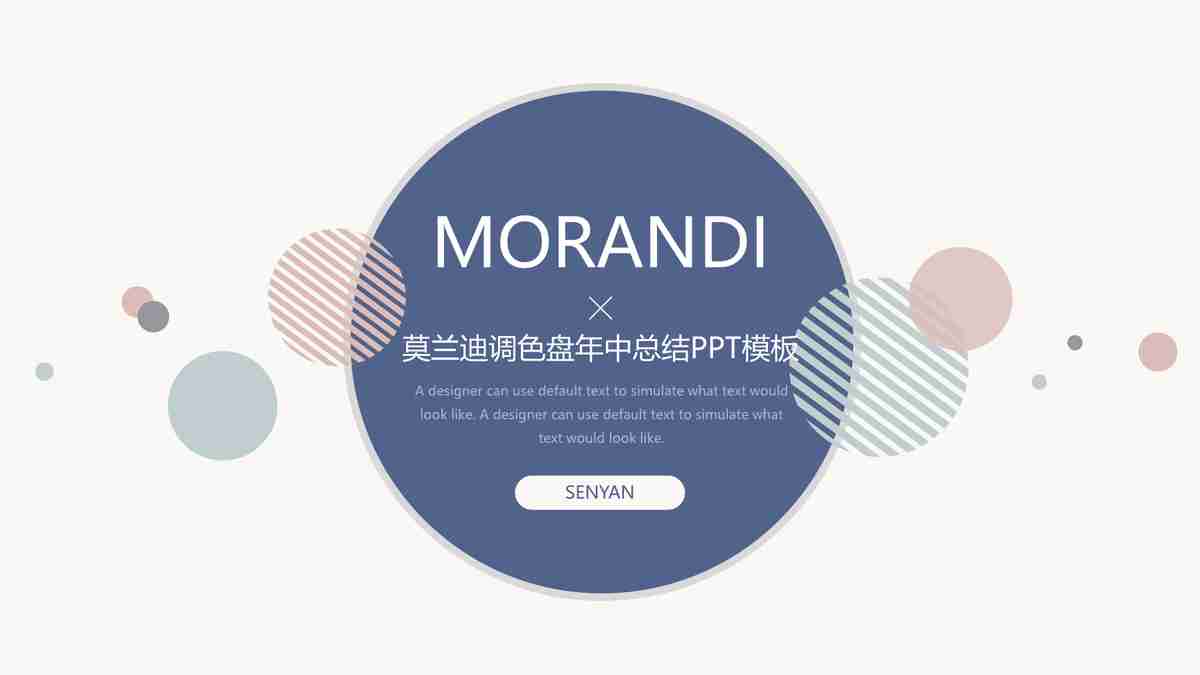 MORANDI
莫兰迪调色盘年中总结PPT模板
A designer can use default text to simulate what text would
look like. A designer can use default text to simulate what
text would look like.
SENYAN